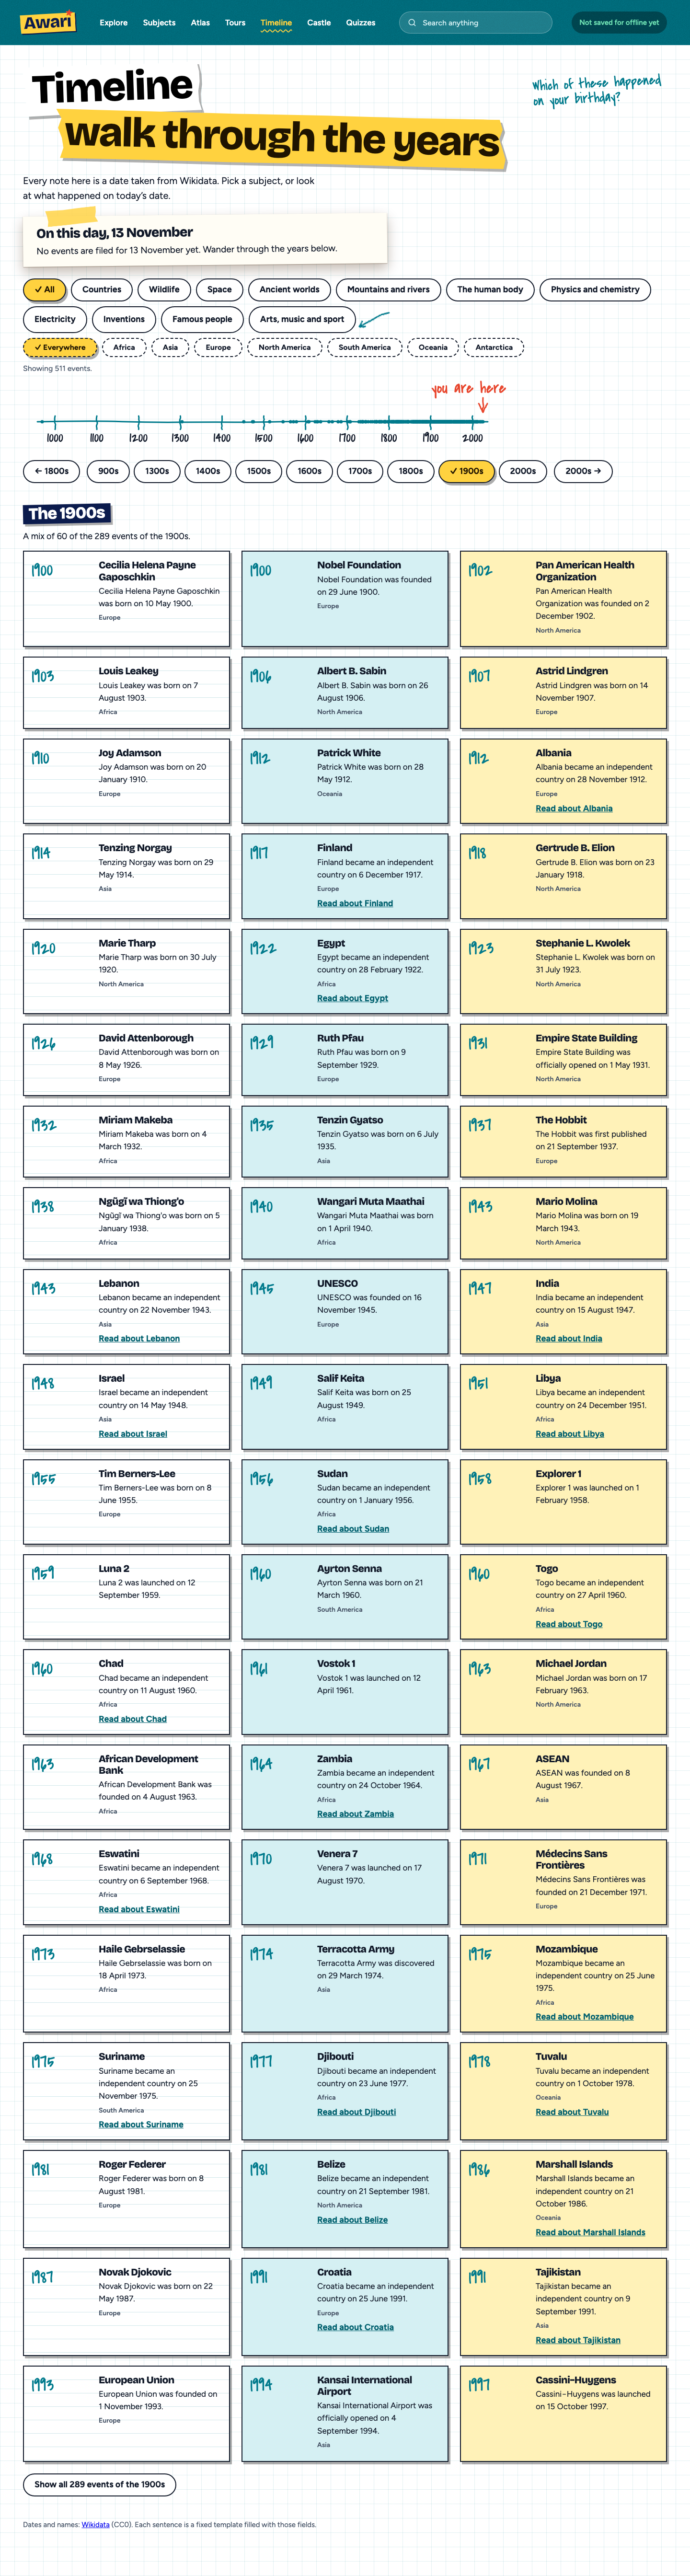 Awari
Explore Subjects Atlas Tours Timeline Castle Quizzes
Search anything
Not saved for offline yet
Timeline
walk through the years
Which of these happened
on your birthday?
Every note here is a date taken from Wikidata. Pick a subject, or look
at what happened on today's date.
On this day, 13 November
No events are filed for 13 November yet. Wander through the years below.
✓ All Countries Wildlife Space Ancient worlds Mountains and rivers The human body Physics and chemistry
Electricity Inventions Famous people Arts, music and sport
✓ Everywhere Africa Asia Europe North America South America Oceania Antarctica
Showing 511 events.
you are here
1000 1100 1200 1300 1400 1500 1600 1700 1800 1900 2000
← 1800s 900s 1300s 1400s 1500s 1600s 1700s 1800s ✓ 1900s 2000s 2000s →
The 1900s
A mix of 60 of the 289 events of the 1900s.
1900
Cecilia Helena Payne
Gaposchkin
Cecilia Helena Payne Gaposchkin
was born on 10 May 1900.
Europe
1900
Nobel Foundation
Nobel Foundation was founded
on 29 June 1900.
Europe
1902
Pan American Health
Organization
Pan American Health
Organization was founded on 2
December 1902.
North America
1903
Louis Leakey
Louis Leakey was born on 7
August 1903.
Africa
1906
Albert B. Sabin
Albert B. Sabin was born on 26
August 1906.
North America
1907
Astrid Lindgren
Astrid Lindgren was born on 14
November 1907.
Europe
1910
Joy Adamson
Joy Adamson was born on 20
January 1910.
Europe
1912
Patrick White
Patrick White was born on 28
May 1912.
Oceania
1912
Albania
Albania became an independent
country on 28 November 1912.
Europe
Read about Albania
1914
Tenzing Norgay
Tenzing Norgay was born on 29
May 1914.
Asia
1917
Finland
Finland became an independent
country on 6 December 1917.
Europe
Read about Finland
1918
Gertrude B. Elion
Gertrude B. Elion was born on 23
January 1918.
North America
1920
Marie Tharp
Marie Tharp was born on 30 July
1920.
North America
1922
Egypt
Egypt became an independent
country on 28 February 1922.
Africa
Read about Egypt
1923
Stephanie L. Kwolek
Stephanie L. Kwolek was born on
31 July 1923.
North America
1926
David Attenborough
David Attenborough was born on
8 May 1926.
Europe
1929
Ruth Pfau
Ruth Pfau was born on 9
September 1929.
Europe
1931
Empire State Building
Empire State Building was
officially opened on 1 May 1931.
North America
1932
Miriam Makeba
Miriam Makeba was born on 4
March 1932.
Africa
1935
Tenzin Gyatso
Tenzin Gyatso was born on 6 July
1935.
Asia
1937
The Hobbit
The Hobbit was first published
on 21 September 1937.
Europe
1938
Ngũgĩ wa Thiong'o
Ngũgĩ wa Thiong'o was born on 5
January 1938.
Africa
1940
Wangari Muta Maathai
Wangari Muta Maathai was born
on 1 April 1940.
Africa
1943
Mario Molina
Mario Molina was born on 19
March 1943.
North America
1943
Lebanon
Lebanon became an independent
country on 22 November 1943.
Asia
Read about Lebanon
1945
UNESCO
UNESCO was founded on 16
November 1945.
Europe
1947
India
India became an independent
country on 15 August 1947.
Asia
Read about India
1948
Israel
Israel became an independent
country on 14 May 1948.
Asia
Read about Israel
1949
Salif Keita
Salif Keita was born on 25
August 1949.
Africa
1951
Libya
Libya became an independent
country on 24 December 1951.
Africa
Read about Libya
1955
Tim Berners-Lee
Tim Berners-Lee was born on 8
June 1955.
Europe
1956
Sudan
Sudan became an independent
country on 1 January 1956.
Africa
Read about Sudan
1958
Explorer 1
Explorer 1 was launched on 1
February 1958.
1959
Luna 2
Luna 2 was launched on 12
September 1959.
1960
Ayrton Senna
Ayrton Senna was born on 21
March 1960.
South America
1960
Togo
Togo became an independent
country on 27 April 1960.
Africa
Read about Togo
1960
Chad
Chad became an independent
country on 11 August 1960.
Africa
Read about Chad
1961
Vostok 1
Vostok 1 was launched on 12
April 1961.
1963
Michael Jordan
Michael Jordan was born on 17
February 1963.
North America
1963
African Development
Bank
African Development Bank was
founded on 4 August 1963.
Africa
1964
Zambia
Zambia became an independent
country on 24 October 1964.
Africa
Read about Zambia
1967
ASEAN
ASEAN was founded on 8
August 1967.
Asia
1968
Eswatini
Eswatini became an independent
country on 6 September 1968.
Africa
Read about Eswatini
1970
Venera 7
Venera 7 was launched on 17
August 1970.
1971
Médecins Sans
Frontières
Médecins Sans Frontières was
founded on 21 December 1971.
Europe
1973
Haile Gebrselassie
Haile Gebrselassie was born on
18 April 1973.
Africa
1974
Terracotta Army
Terracotta Army was discovered
on 29 March 1974.
Asia
1975
Mozambique
Mozambique became an
independent country on 25 June
1975.
Africa
Read about Mozambique
1975
Suriname
Suriname became an
independent country on 25
November 1975.
South America
Read about Suriname
1977
Djibouti
Djibouti became an independent
country on 23 June 1977.
Africa
Read about Djibouti
1978
Tuvalu
Tuvalu became an independent
country on 1 October 1978.
Oceania
Read about Tuvalu
1981
Roger Federer
Roger Federer was born on 8
August 1981.
Europe
1981
Belize
Belize became an independent
country on 21 September 1981.
North America
Read about Belize
1986
Marshall Islands
Marshall Islands became an
independent country on 21
October 1986.
Oceania
Read about Marshall Islands
1987
Novak Djokovic
Novak Djokovic was born on 22
May 1987.
Europe
1991
Croatia
Croatia became an independent
country on 25 June 1991.
Europe
Read about Croatia
1991
Tajikistan
Tajikistan became an
independent country on 9
September 1991.
Asia
Read about Tajikistan
1993
European Union
European Union was founded on
1 November 1993.
Europe
1994
Kansai International
Airport
Kansai International Airport was
officially opened on 4
September 1994.
Asia
1997
Cassini-Huygens
Cassini-Huygens was launched
on 15 October 1997.
Show all 289 events of the 1900s
Dates and names: Wikidata (CC0). Each sentence is a fixed template filled with those fields.